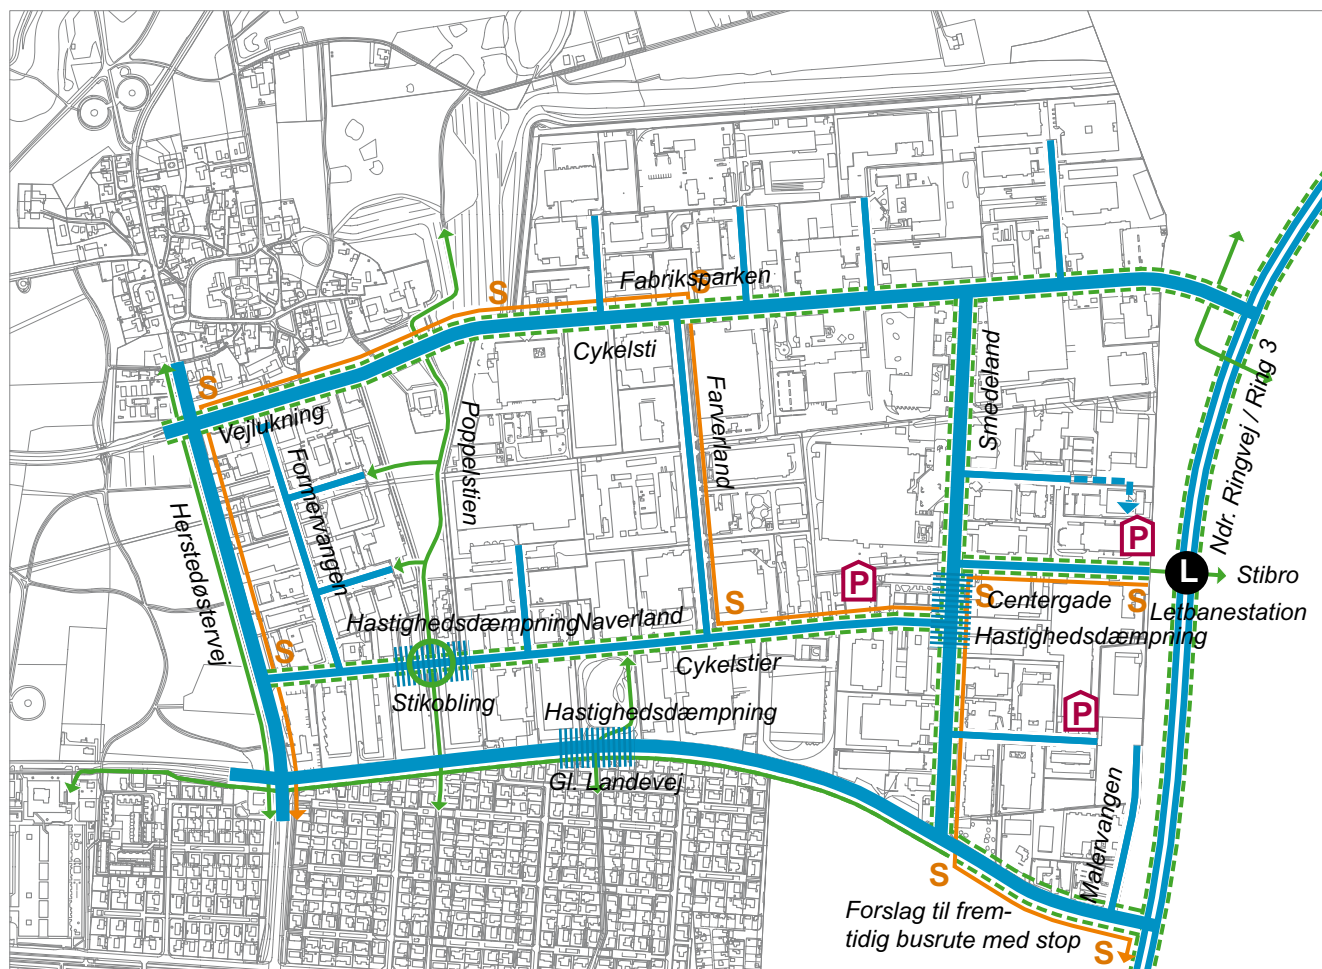 S
S
Fabriksparken
Cykelsti
Ndr. Ringvej / Ring 3
Smedeland
S
Vejlukning
Farverland
Poppelstien
Formervangen
Herstedøstervej
P
P
L
Stibro
S
S
S
Centergade
Letbanestation
Hastighedsdæmpning
Naverland
Hastighedsdæmpning
S
Cykelstier
Stikobling
Hastighedsdæmpning
P
Gl. Landevej
Malervangen
S
Forslag til frem-
tidig busrute med stop
S